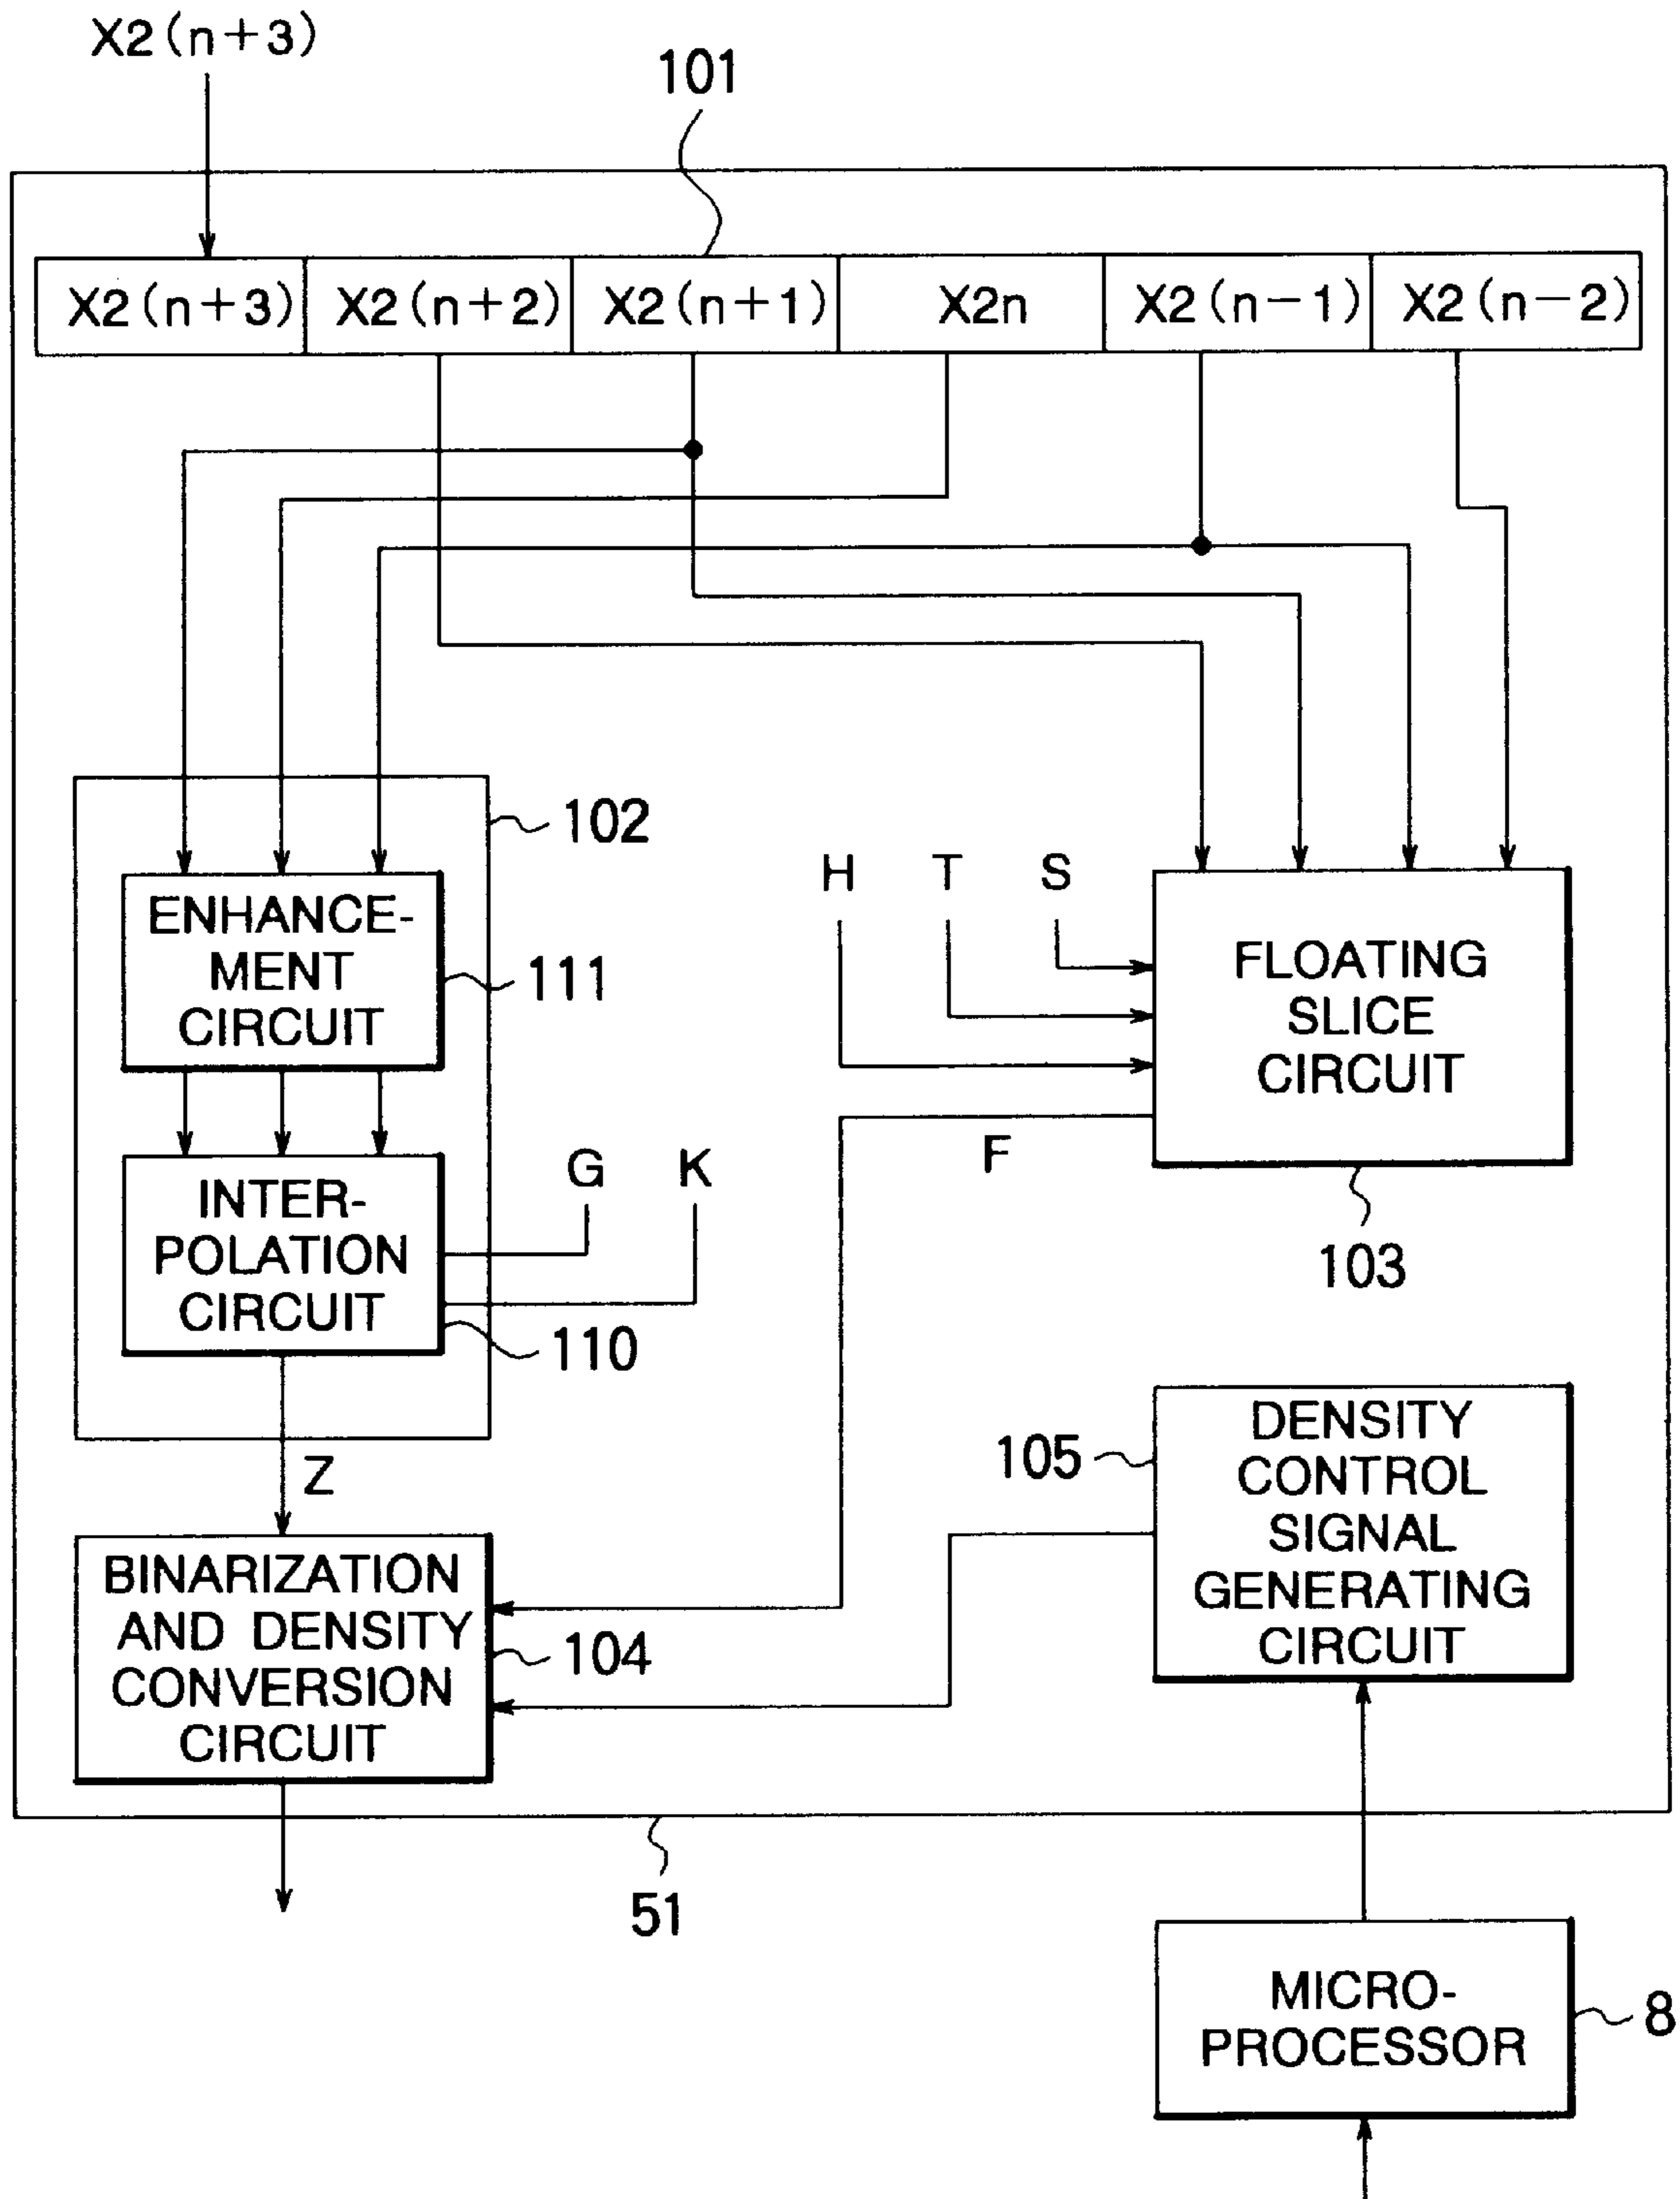 X2(n+3)
101
X2(n+3) X2(n+2) X2(n+1) X2n X2(n-1) X2(n-2)
102
H T S
ENHANCE-
MENT
CIRCUIT
111
FLOATING
SLICE
CIRCUIT
F
103
INTER-
POLATION
CIRCUIT
G K
110
Z
105
DENSITY
CONTROL
SIGNAL
GENERATING
CIRCUIT
BINARIZATION
AND DENSITY
CONVERSION
CIRCUIT
104
51
MICRO-
PROCESSOR
8